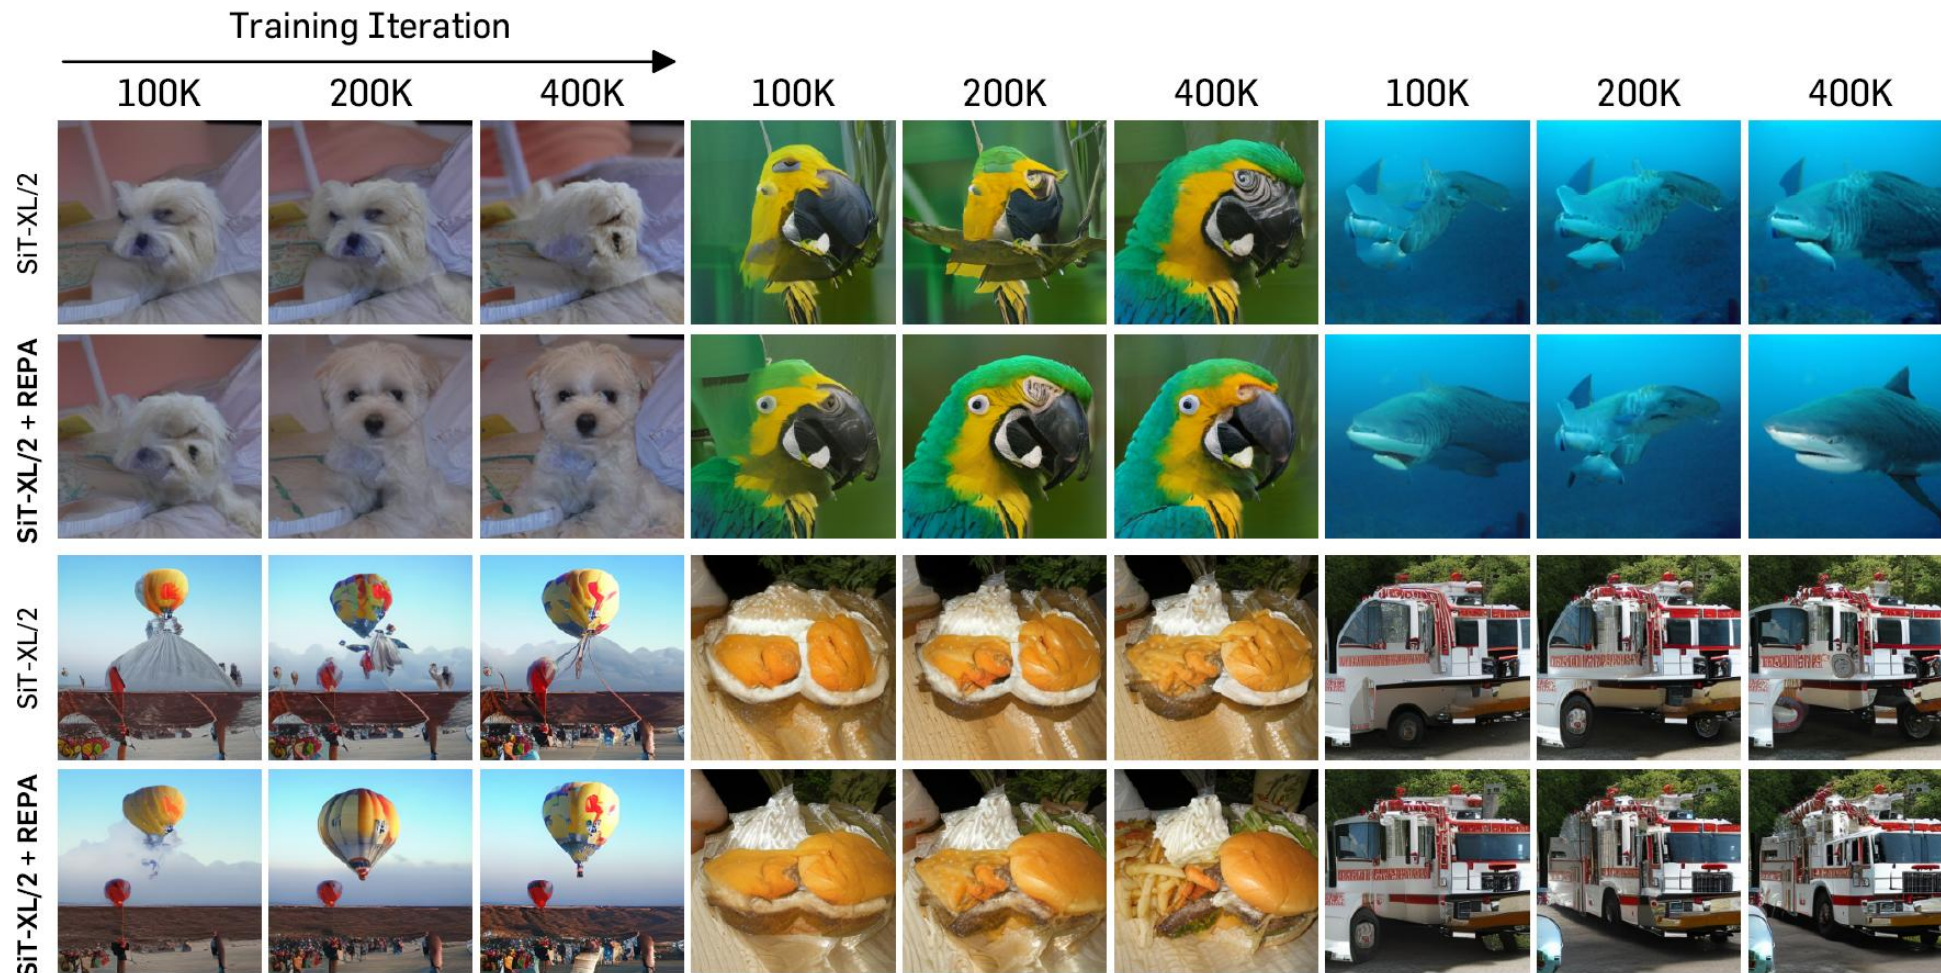 Training Iteration
100K 200K 400K 100K 200K 400K 100K 200K 400K
SiT-XL/2
SiT-XL/2 + REPA
SiT-XL/2
SiT-XL/2 + REPA